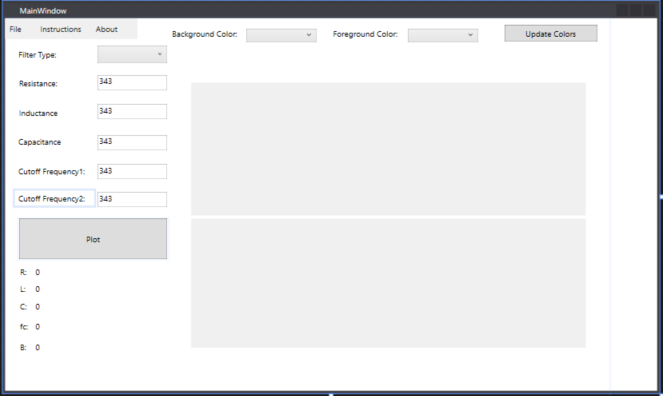 MainWindow
File Instructions About
Background Color: Foreground Color: Update Colors
Filter Type:
Resistance: 343
Inductance 343
Capacitance 343
Cutoff Frequency1: 343
Cutoff Frequency2: 343
Plot
R: 0
L: 0
C: 0
fc: 0
B: 0